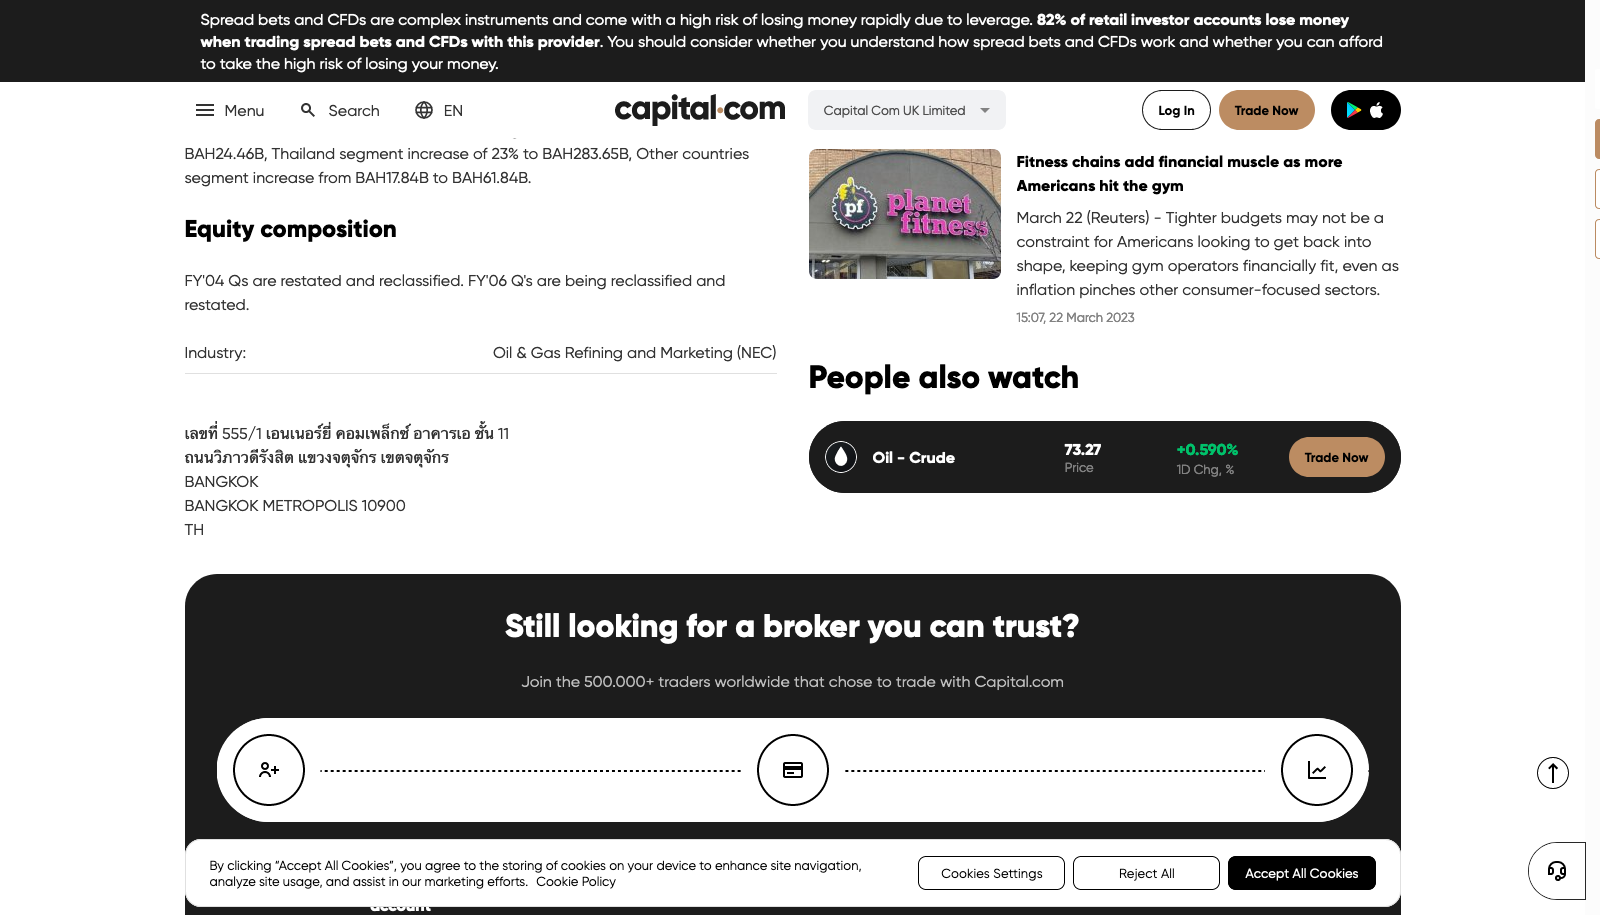 Spread bets and CFDs are complex instruments and come with a high risk of losing money rapidly due to leverage. 82% of retail investor accounts lose money
when trading spread bets and CFDs with this provider. You should consider whether you understand how spread bets and CFDs work and whether you can afford
to take the high risk of losing your money.
Menu
Search
EN
capital.com
Capital Com UK Limited
Log In
Trade Now
BAH24.46B, Thailand segment increase of 23% to BAH283.65B, Other countries
segment increase from BAH17.84B to BAH61.84B.
Equity composition
FY'04 Qs are restated and reclassified. FY'06 Q's are being reclassified and
restated.
Industry:
Oil & Gas Refining and Marketing (NEC)
เลขที่ 555/1 เอนเนอร์ยี่ คอมเพล็กซ์ อาคารเอ ชั้น 11
ถนนวิภาวดีรังสิต แขวงจตุจักร เขตจตุจักร
BANGKOK
BANGKOK METROPOLIS 10900
TH
pf
planet
fitness
Fitness chains add financial muscle as more
Americans hit the gym
March 22 (Reuters) - Tighter budgets may not be a
constraint for Americans looking to get back into
shape, keeping gym operators financially fit, even as
inflation pinches other consumer-focused sectors.
15:07, 22 March 2023
People also watch
Oil - Crude
73.27
Price
+0.590%
1D Chg, %
Trade Now
Still looking for a broker you can trust?
Join the 500.000+ traders worldwide that chose to trade with Capital.com
By clicking “Accept All Cookies”, you agree to the storing of cookies on your device to enhance site navigation,
analyze site usage, and assist in our marketing efforts. Cookie Policy
Cookies Settings
Reject All
Accept All Cookies
account